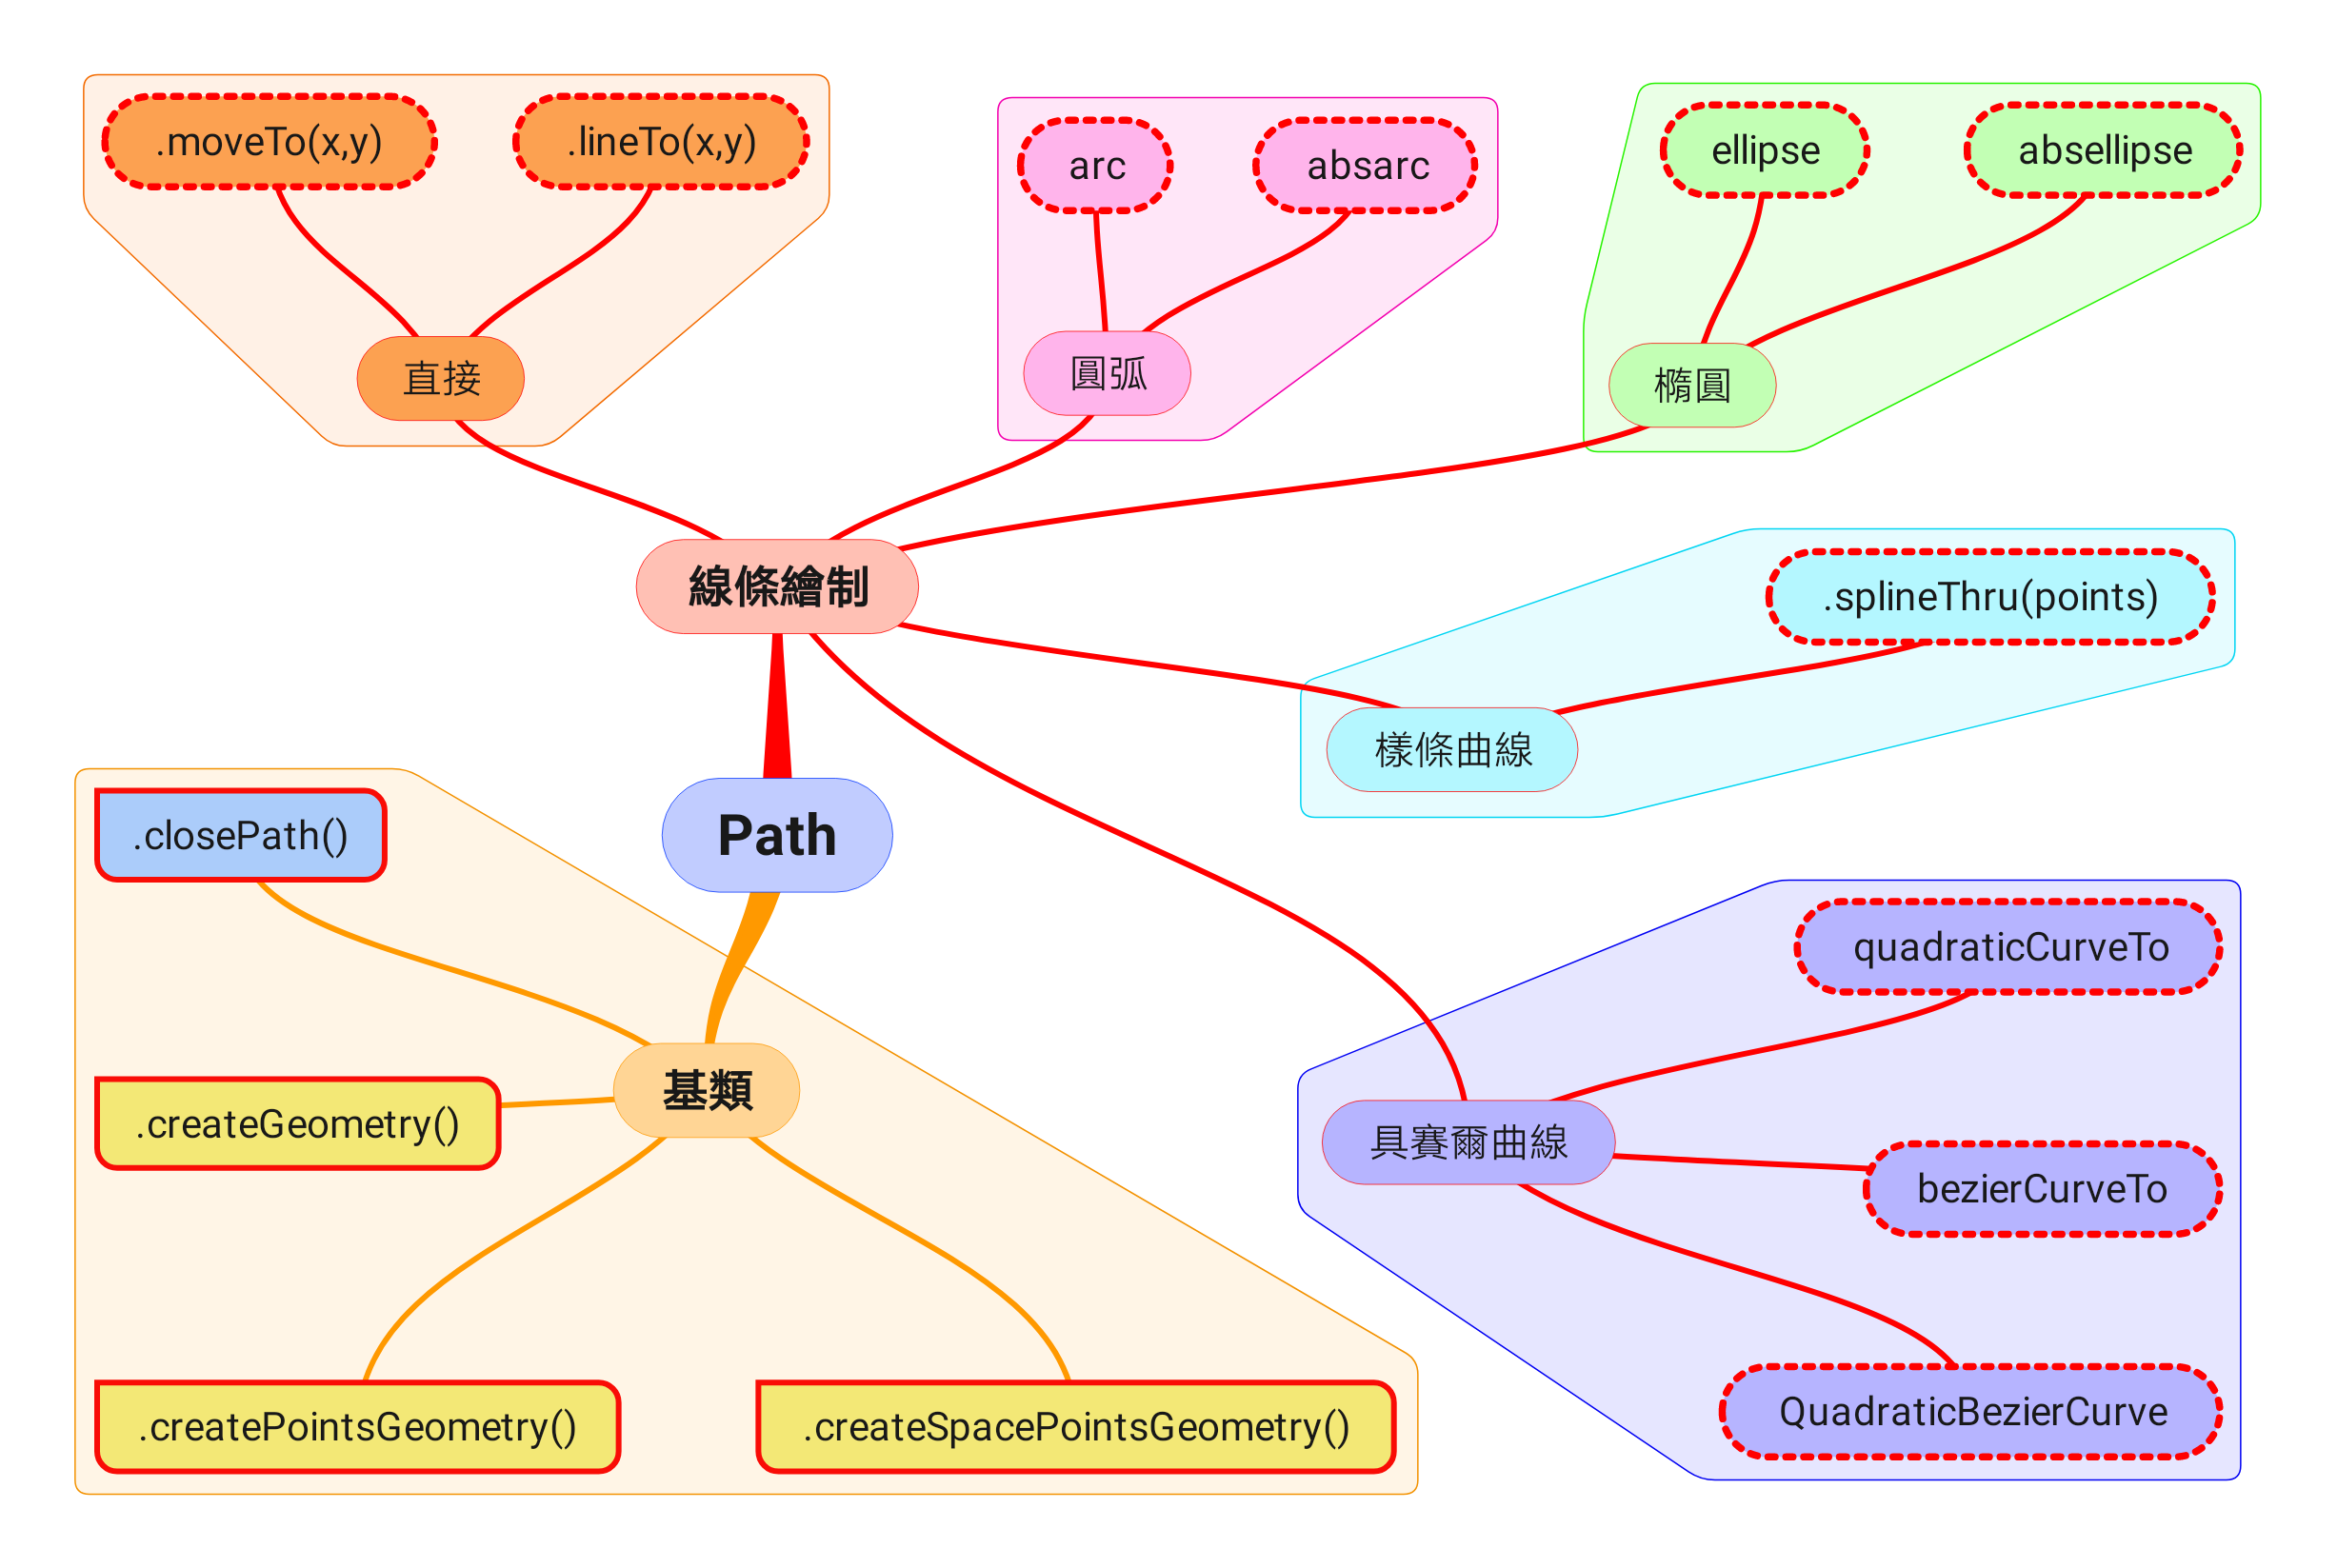 .moveTo(x,y)
.lineTo(x,y)
arc
absarc
ellipse
absellipse
直接
圓弧
橢圓
線條繪制
.splineThru(points)
樣條曲線
Path
.closePath()
quadraticCurveTo
基類
.createGeometry()
具賽爾曲線
bezierCurveTo
.createPointsGeometry()
.createSpacePointsGeometry()
QuadraticBezierCurve